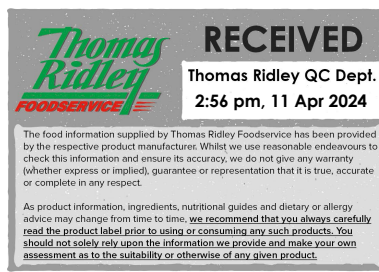 Thomas
Ridley
FOODSERVICE
RECEIVED
Thomas Ridley QC Dept.
2:56 pm, 11 Apr 2024
The food information supplied by Thomas Ridley Foodservice has been provided
by the respective product manufacturer. Whilst we use reasonable endeavours to
check this information and ensure its accuracy, we do not give any warranty
(whether express or implied), guarantee or representation that it is true, accurate
or complete in any respect.
As product information, ingredients, nutritional guides and dietary or allergy
advice may change from time to time, we recommend that you always carefully
read the product label prior to using or consuming any such products. You
should not solely rely upon the information we provide and make your own
assessment as to the suitability or otherwise of any given product.